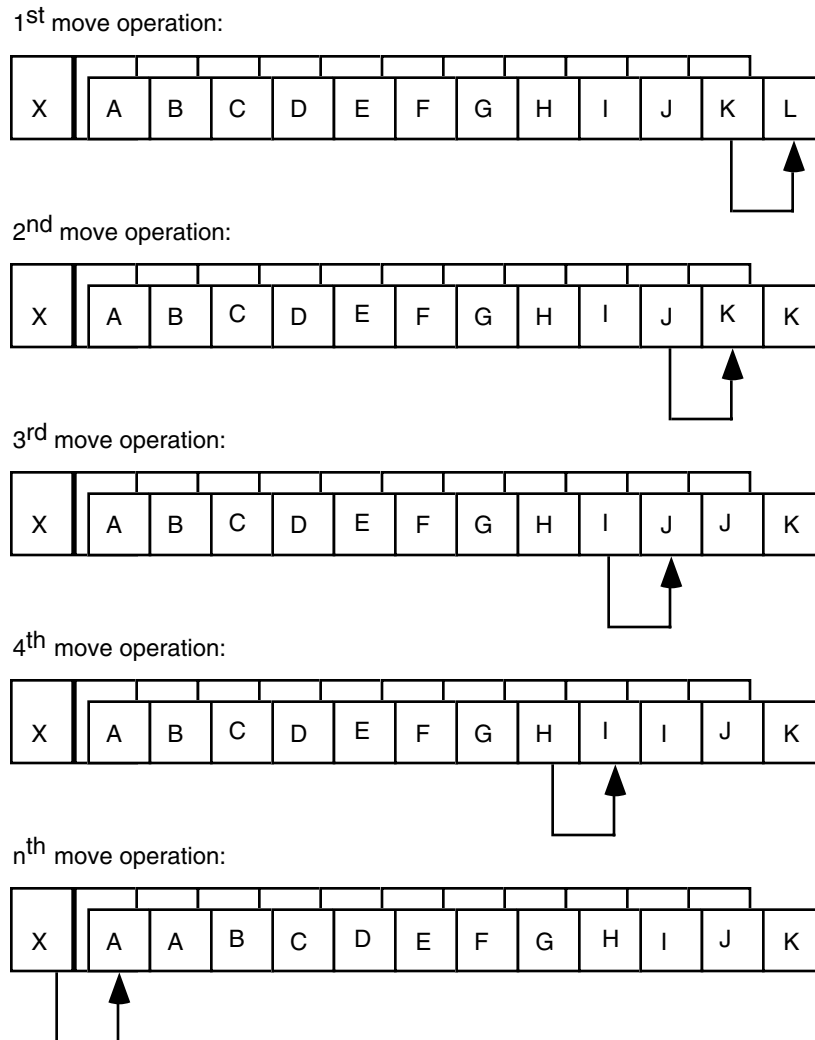 1st move operation:
X A B C D E F G H I J K L
2nd move operation:
X A B C D E F G H I J K K
3rd move operation:
X A B C D E F G H I J J K
4th move operation:
X A B C D E F G H I I J K
nth move operation:
X A A B C D E F G H I J K